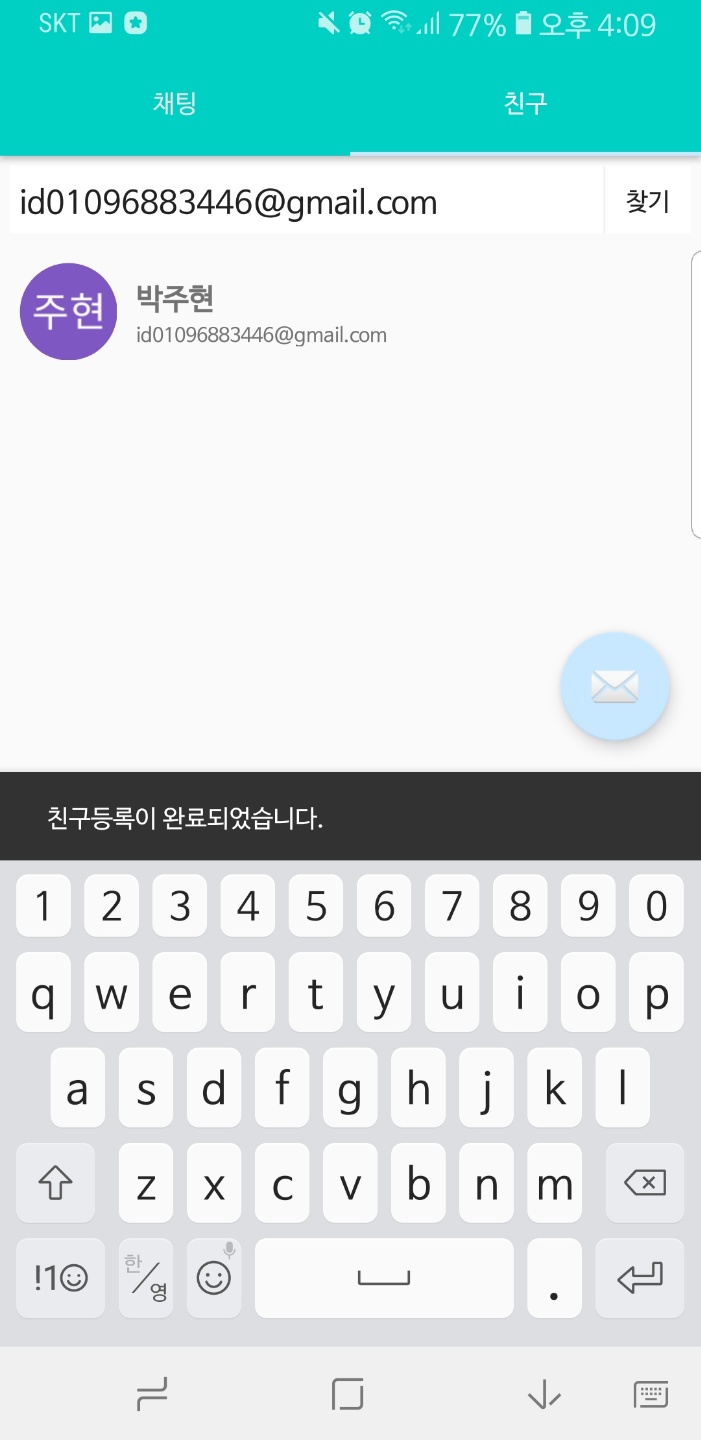 SKT 77% 오후 4:09
채팅 친구
id01096883446@gmail.com 찾기
주현 박주현
id01096883446@gmail.com
친구등록이 완료되었습니다.
1 2 3 4 5 6 7 8 9 0
q w e r t y u i o p
a s d f g h j k l
z x c v b n m
!1☺ 한/영 .